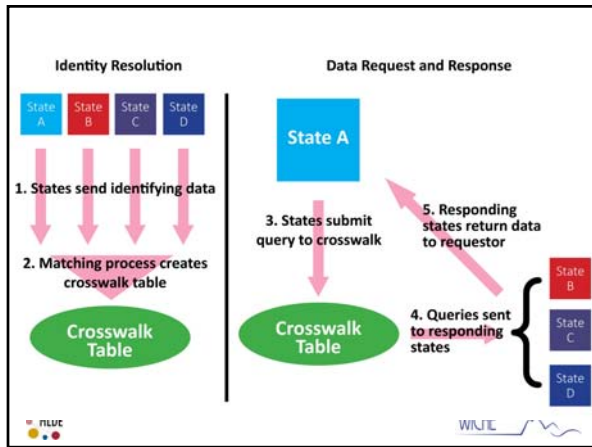 Identity Resolution
State
A
State
B
State
C
State
D
1. States send identifying data
2. Matching process creates
crosswalk table
Crosswalk
Table
Data Request and Response
State A
3. States submit
query to crosswalk
5. Responding
states return data
to requestor
Crosswalk
Table
4. Queries sent
to responding
states
State
B
State
C
State
D